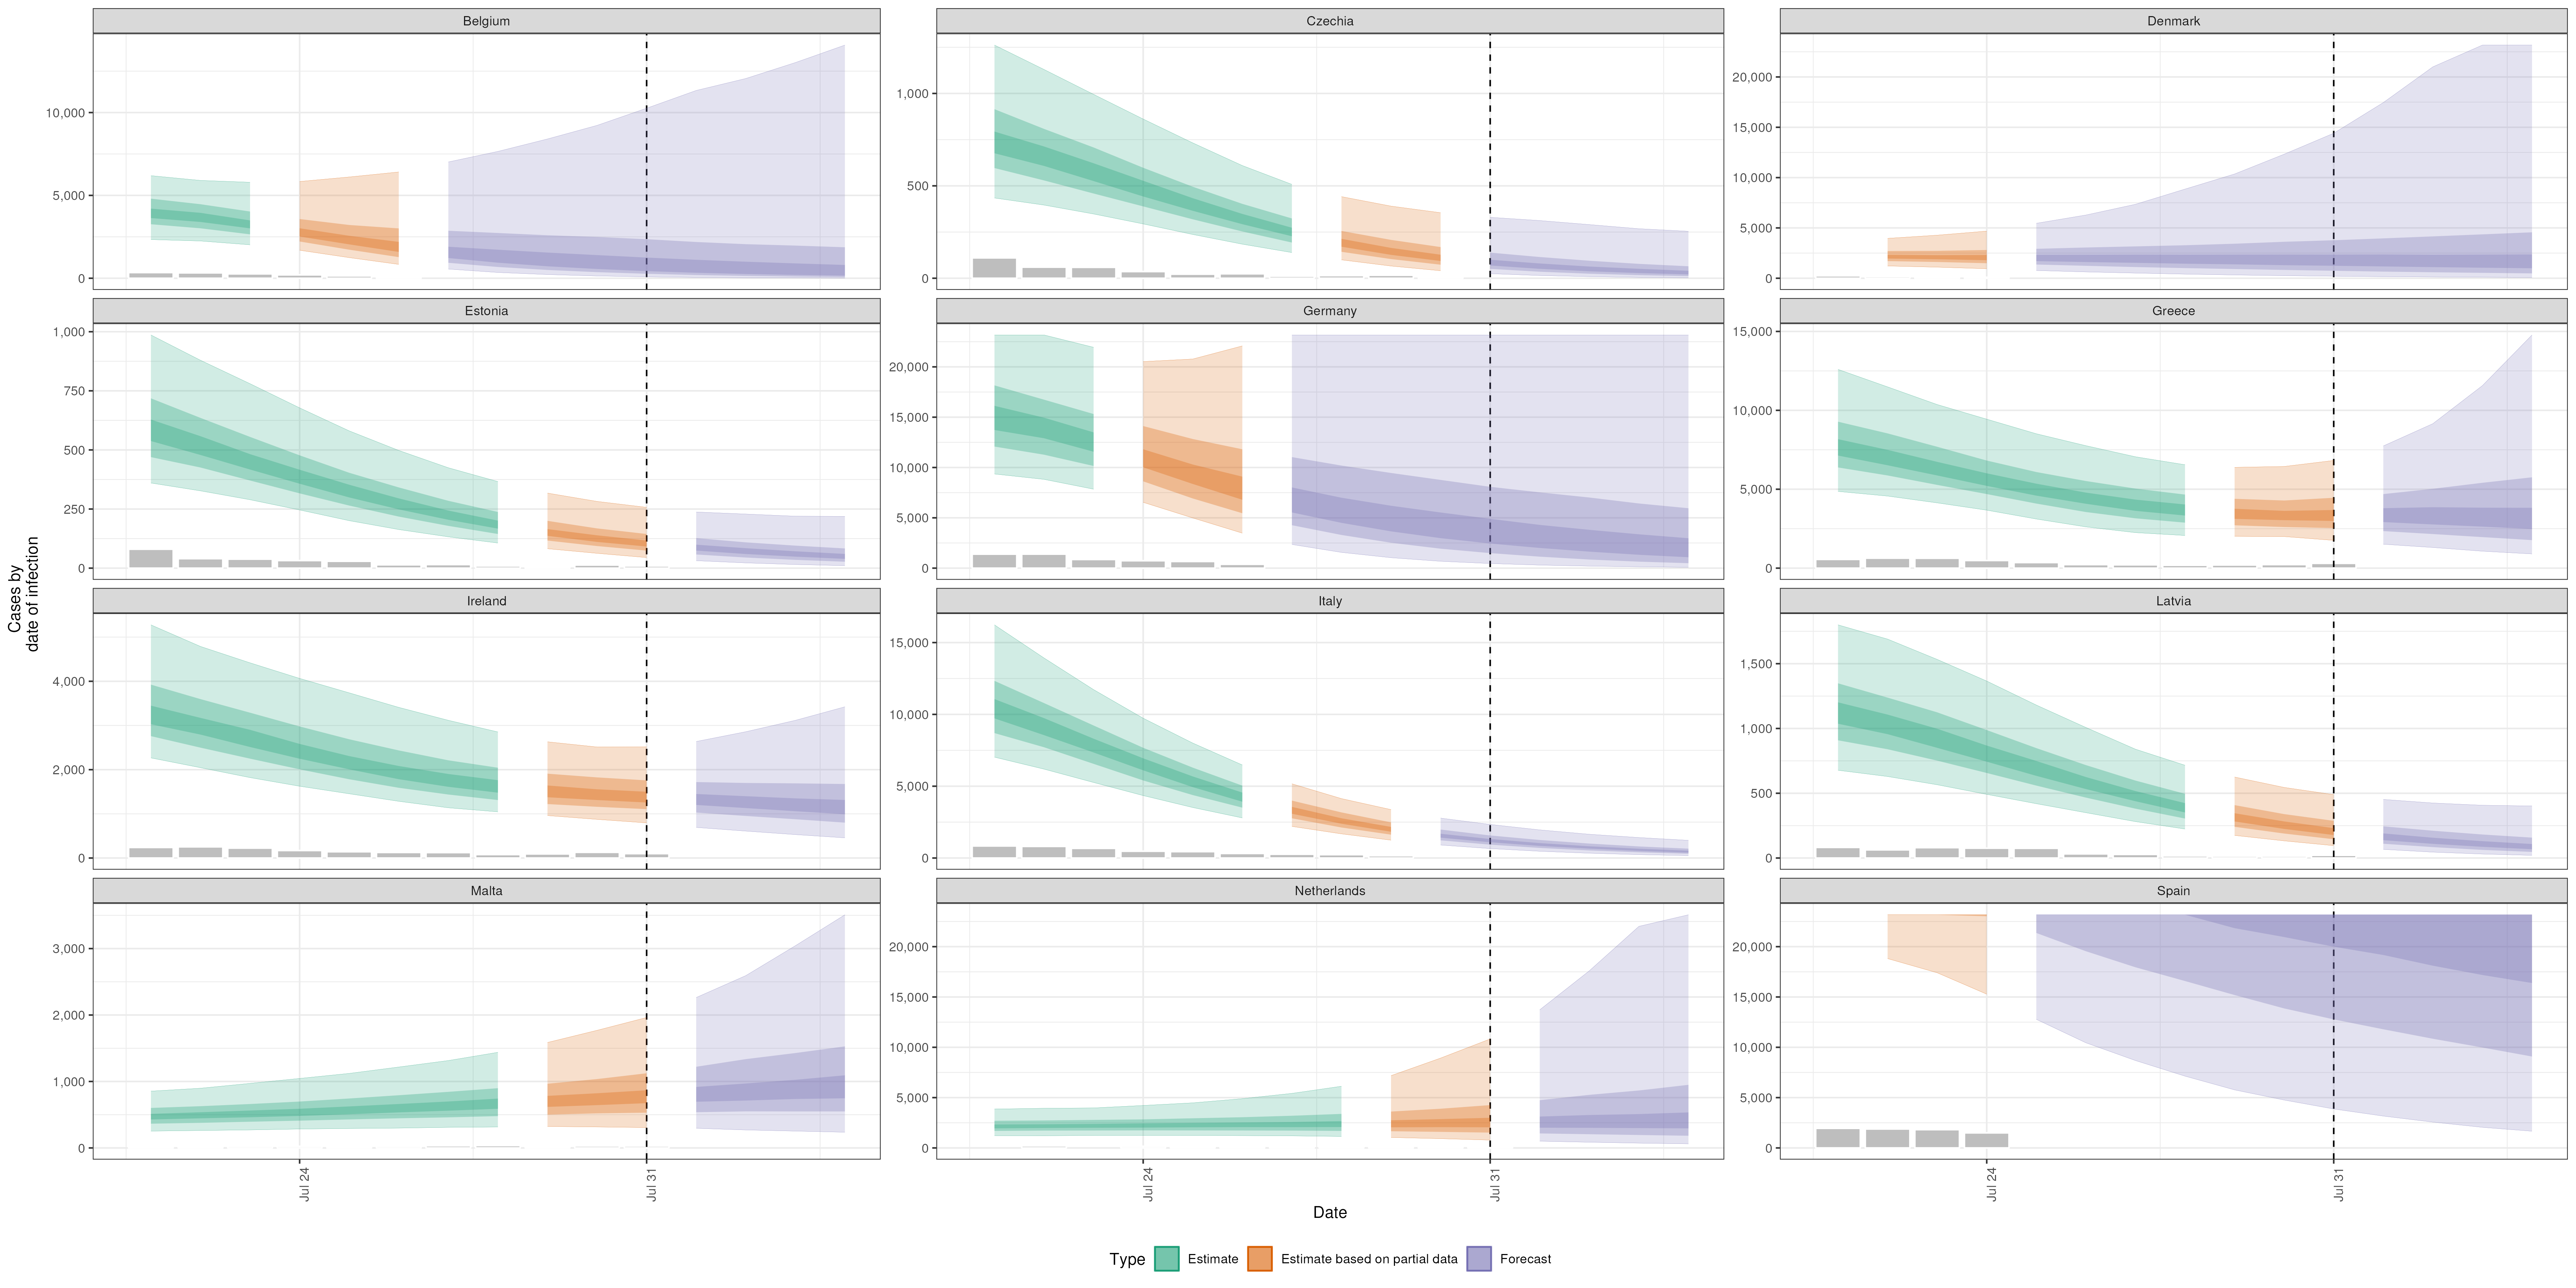 Belgium
Czechia
Denmark
10,000
5,000
0
1,000
500
0
20,000
15,000
10,000
5,000
0
Estonia
Germany
Greece
1,000
750
500
250
0
20,000
15,000
10,000
5,000
0
15,000
10,000
5,000
0
Cases by
date of infection
Ireland
Italy
Latvia
4,000
2,000
0
15,000
10,000
5,000
0
1,500
1,000
500
0
Malta
Netherlands
Spain
3,000
2,000
1,000
0
20,000
15,000
10,000
5,000
0
20,000
15,000
10,000
5,000
0
Jul 24
Jul 31
Jul 24
Jul 31
Jul 24
Jul 31
Date
Type Estimate Estimate based on partial data Forecast